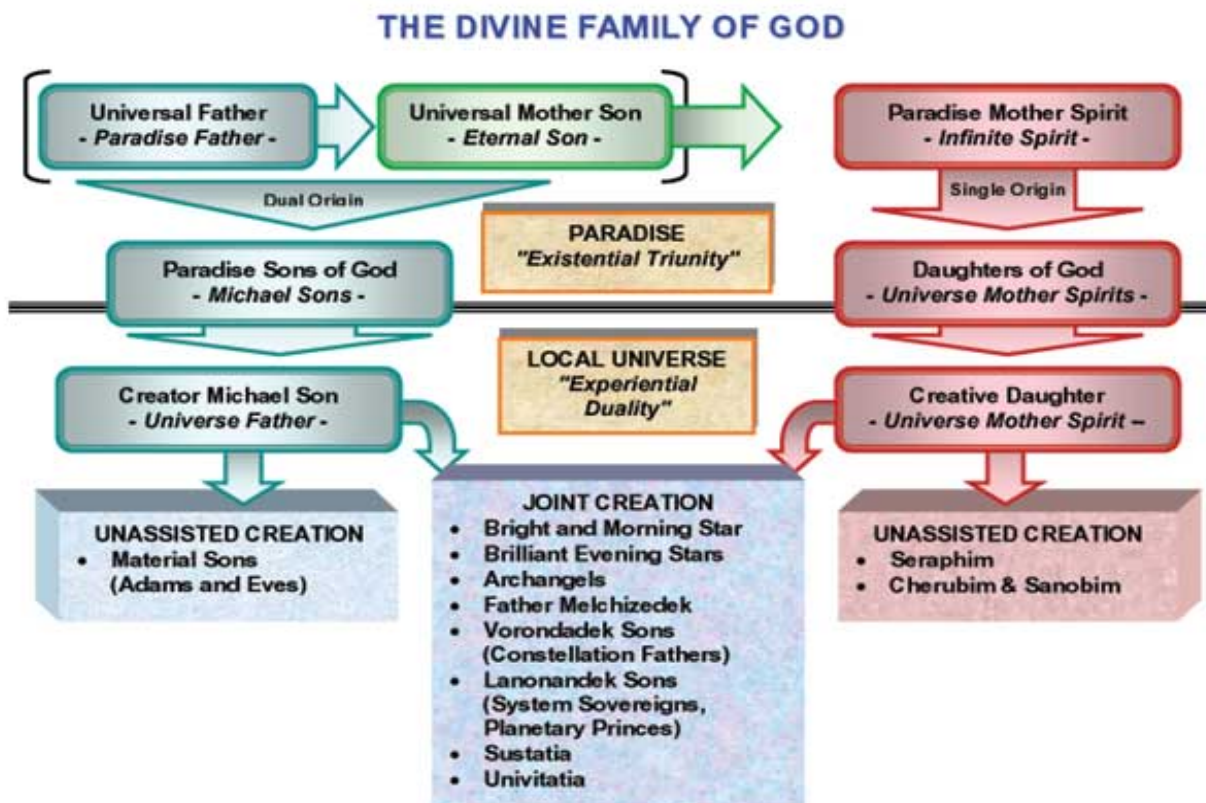 THE DIVINE FAMILY OF GOD
Universal Father
- Paradise Father -
Universal Mother Son
- Eternal Son -
Paradise Mother Spirit
- Infinite Spirit -
Dual Origin
Single Origin
PARADISE
"Existential Triunity"
Paradise Sons of God
- Michael Sons -
Daughters of God
- Universe Mother Spirits -
LOCAL UNIVERSE
"Experiential
Duality"
Creator Michael Son
- Universe Father -
Creative Daughter
- Universe Mother Spirit --
UNASSISTED CREATION
• Material Sons
(Adams and Eves)
JOINT CREATION
• Bright and Morning Star
• Brilliant Evening Stars
• Archangels
• Father Melchizedek
• Vorondadek Sons
(Constellation Fathers)
• Lanonandek Sons
(System Sovereigns,
Planetary Princes)
• Sustatia
• Univitatia
UNASSISTED CREATION
• Seraphim
• Cherubim & Sanobim